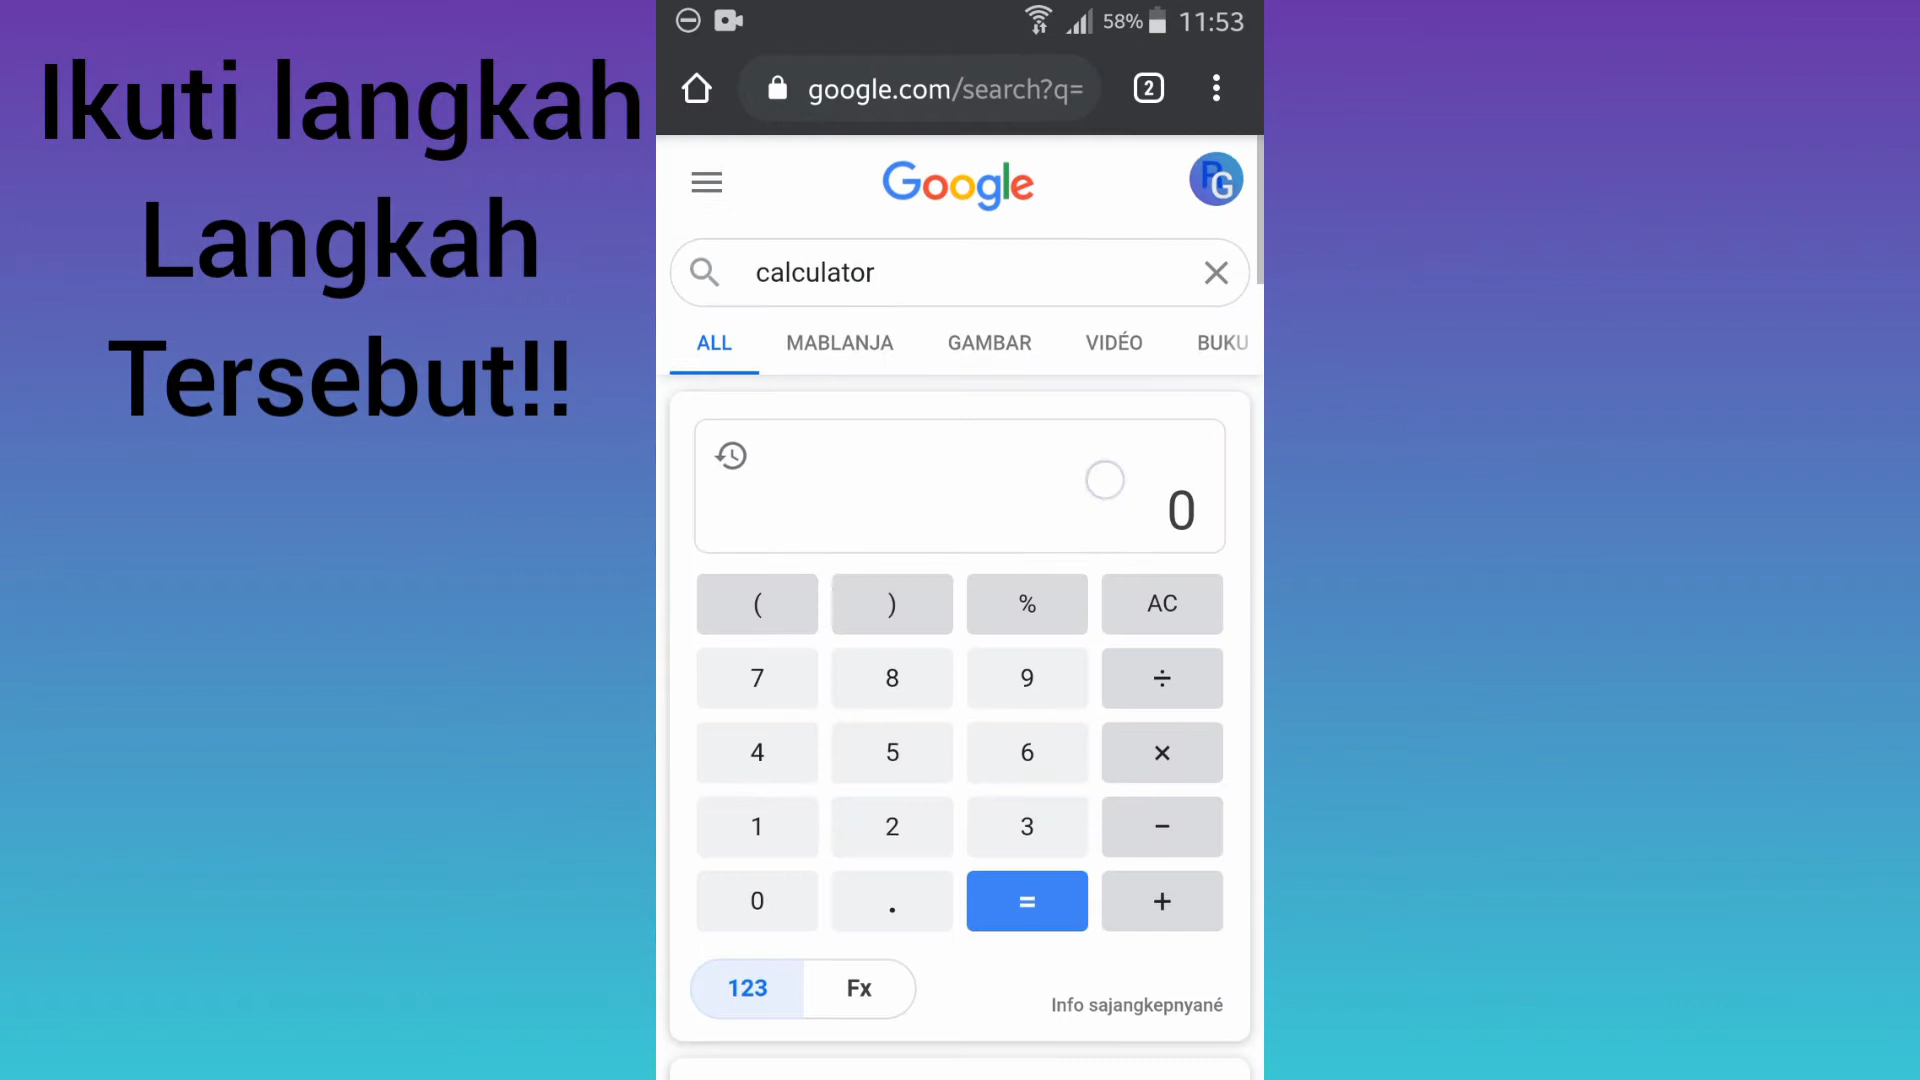 Ikuti langkah
Langkah
Tersebut!!
58% 11:53
google.com/search?q=
2
Google
G
calculator
ALL MABLANJA GAMBAR VIDÉO BUKU
0
( ) % AC
7 8 9 ÷
4 5 6 ×
1 2 3 −
0 . = +
123 Fx
Info sajangkepnyané